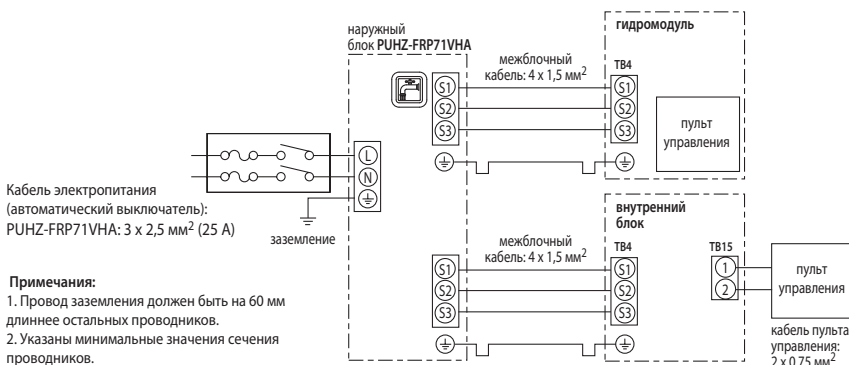 наружный
блок PUHZ-FRP71VHA
гидромодуль
межблочный
кабель: 4 x 1,5 мм²
TB4
S1
S2
S3
S1
S2
S3
пульт
управления
L
N
Кабель электропитания
(автоматический выключатель):
PUHZ-FRP71VHA: 3 x 2,5 мм² (25 А)
заземление
внутренний
блок
межблочный
кабель: 4 x 1,5 мм²
TB4
TB15
S1
S2
S3
S1
S2
S3
1
2
пульт
управления
кабель пульта
управления:
2 x 0,75 мм²
Примечания:
1. Провод заземления должен быть на 60 мм
длиннее остальных проводников.
2. Указаны минимальные значения сечения
проводников.